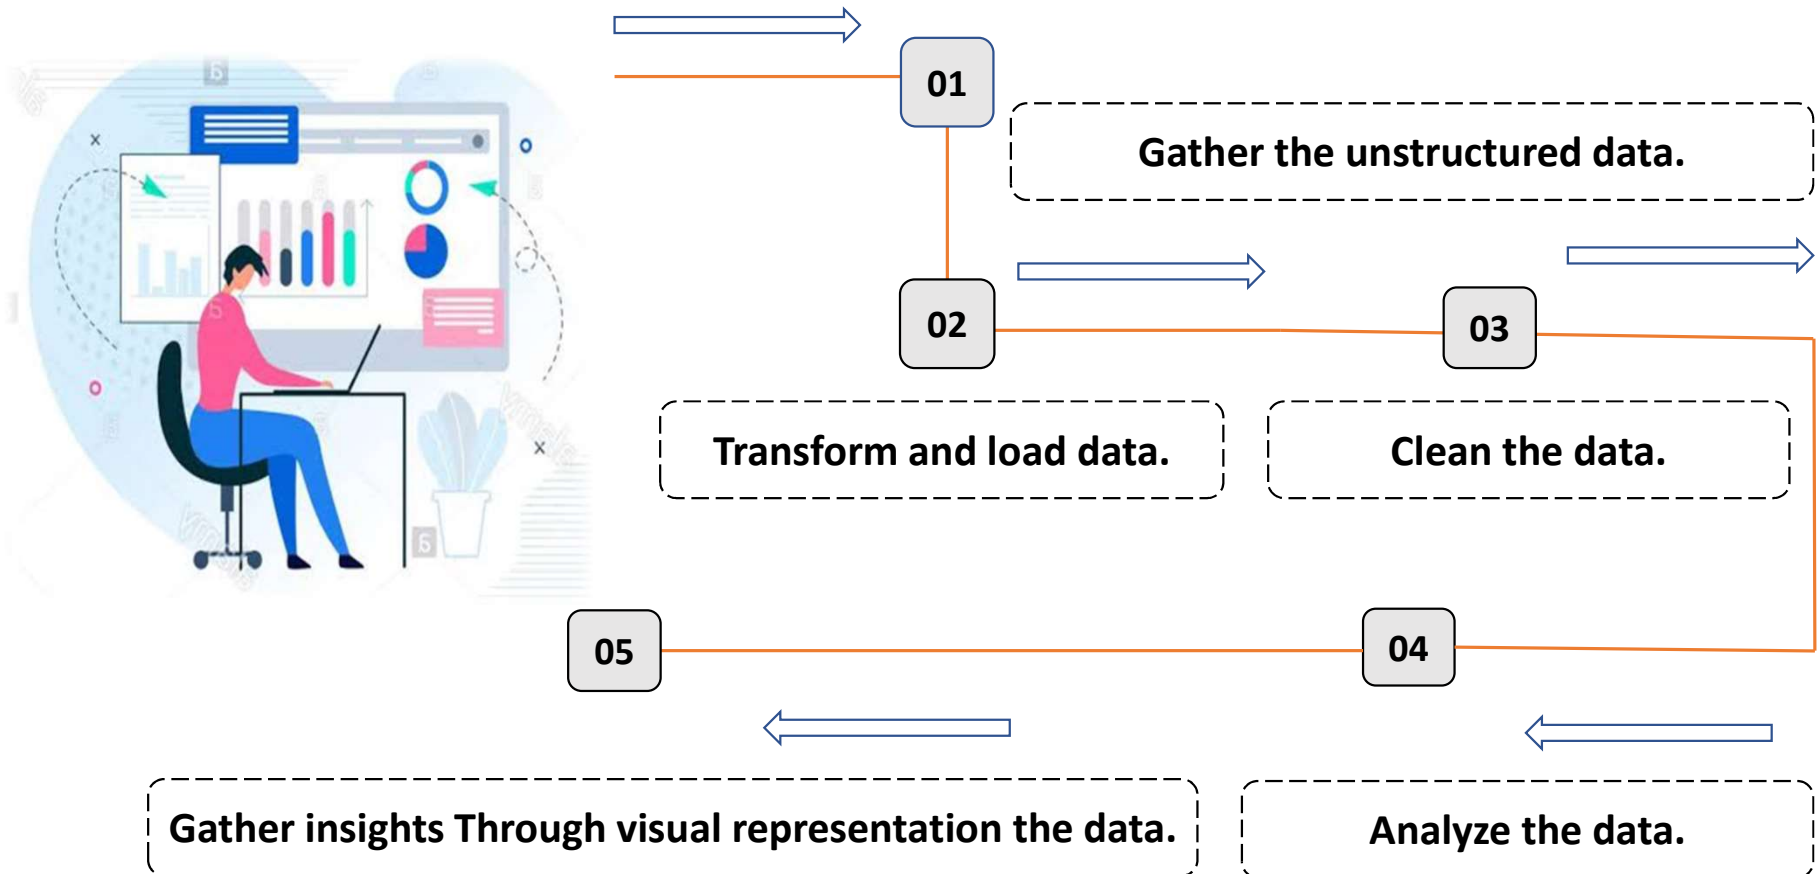 01
Gather the unstructured data.
02
03
Transform and load data.
Clean the data.
05
04
Gather insights Through visual representation the data.
Analyze the data.